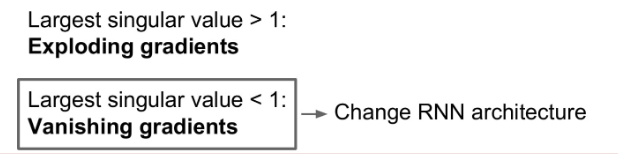 Largest singular value > 1:
Exploding gradients
Largest singular value < 1:
Vanishing gradients
Change RNN architecture